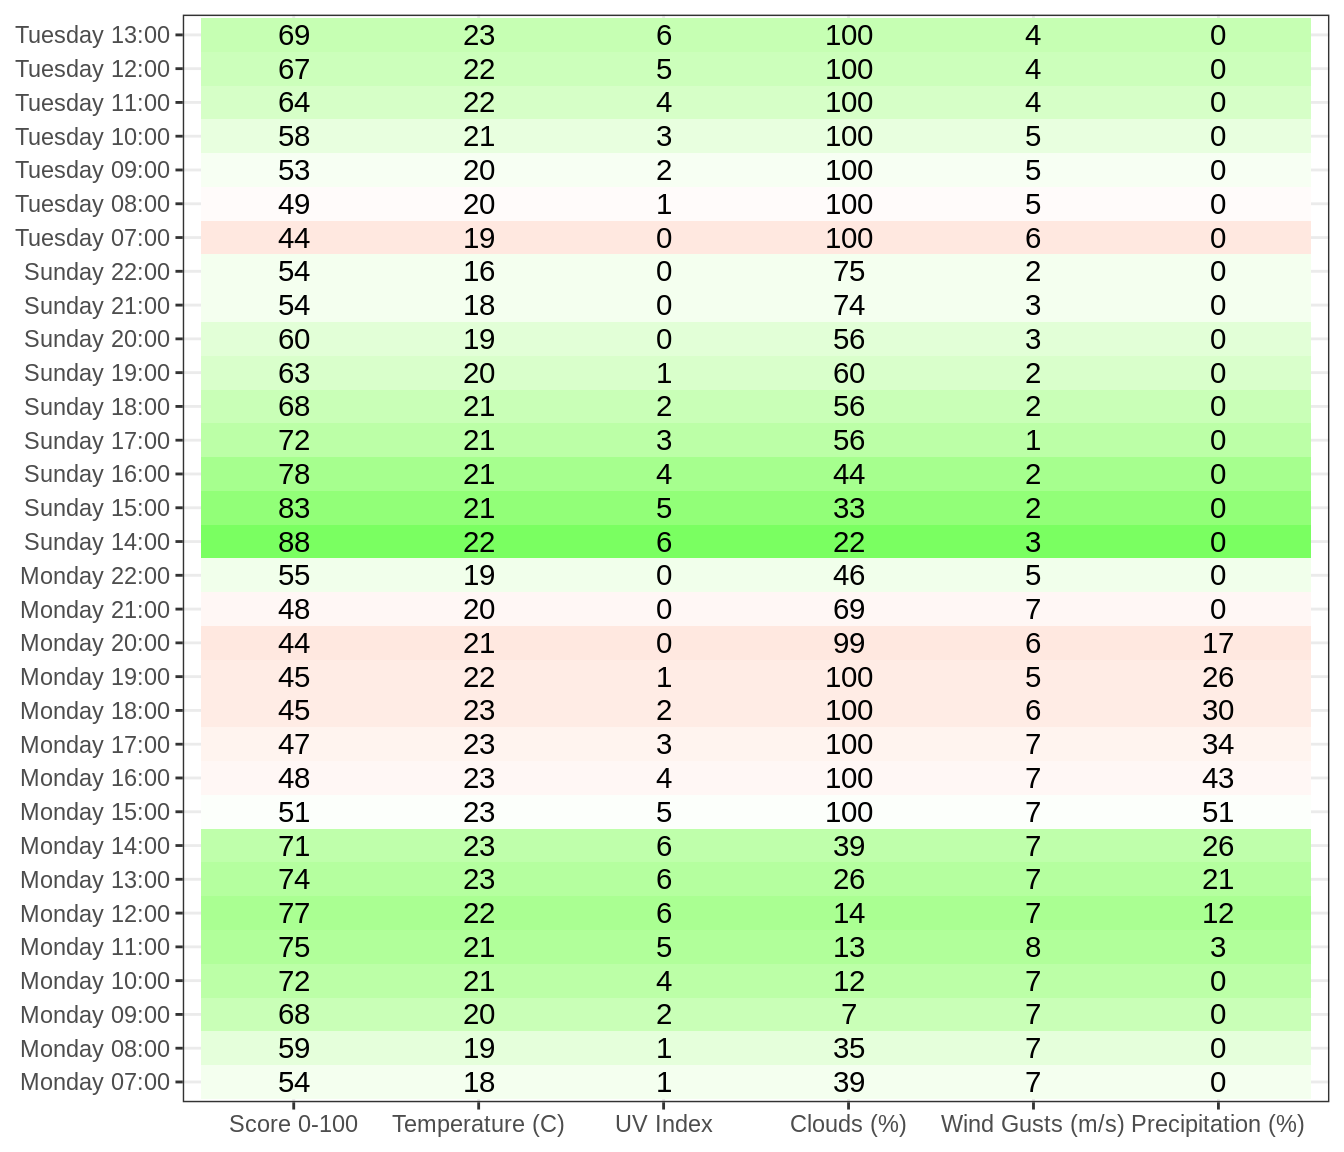 Tuesday 13:00 69 23 6 100 4 0
Tuesday 12:00 67 22 5 100 4 0
Tuesday 11:00 64 22 4 100 4 0
Tuesday 10:00 58 21 3 100 5 0
Tuesday 09:00 53 20 2 100 5 0
Tuesday 08:00 49 20 1 100 5 0
Tuesday 07:00 44 19 0 100 6 0
Sunday 22:00 54 16 0 75 2 0
Sunday 21:00 54 18 0 74 3 0
Sunday 20:00 60 19 0 56 3 0
Sunday 19:00 63 20 1 60 2 0
Sunday 18:00 68 21 2 56 2 0
Sunday 17:00 72 21 3 56 1 0
Sunday 16:00 78 21 4 44 2 0
Sunday 15:00 83 21 5 33 2 0
Sunday 14:00 88 22 6 22 3 0
Monday 22:00 55 19 0 46 5 0
Monday 21:00 48 20 0 69 7 0
Monday 20:00 44 21 0 99 6 17
Monday 19:00 45 22 1 100 5 26
Monday 18:00 45 23 2 100 6 30
Monday 17:00 47 23 3 100 7 34
Monday 16:00 48 23 4 100 7 43
Monday 15:00 51 23 5 100 7 51
Monday 14:00 71 23 6 39 7 26
Monday 13:00 74 23 6 26 7 21
Monday 12:00 77 22 6 14 7 12
Monday 11:00 75 21 5 13 8 3
Monday 10:00 72 21 4 12 7 0
Monday 09:00 68 20 2 7 7 0
Monday 08:00 59 19 1 35 7 0
Monday 07:00 54 18 1 39 7 0
Score 0-100 Temperature (C) UV Index Clouds (%) Wind Gusts (m/s) Precipitation (%)